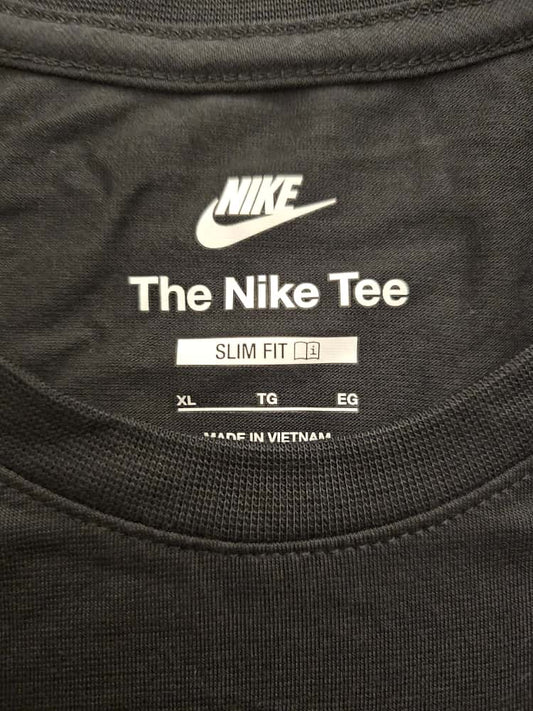 NIKE
The Nike Tee
SLIM FIT
XL TG EG
MADE IN VIETNAM